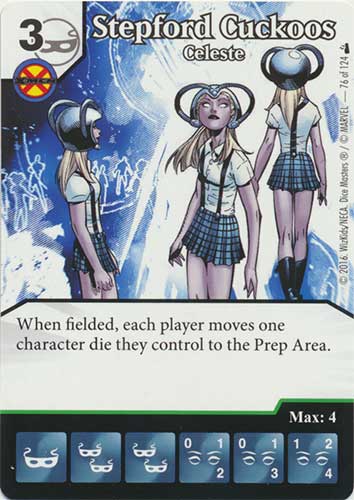 3
Stepford Cuckoos
Celeste
X-MEN
76 of 124
© 2016. WizKids/NECA. Dice Masters ® / © MARVEL
When fielded, each player moves one
character die they control to the Prep Area.
Max: 4
0 1 2
0 1 3
1 2 4